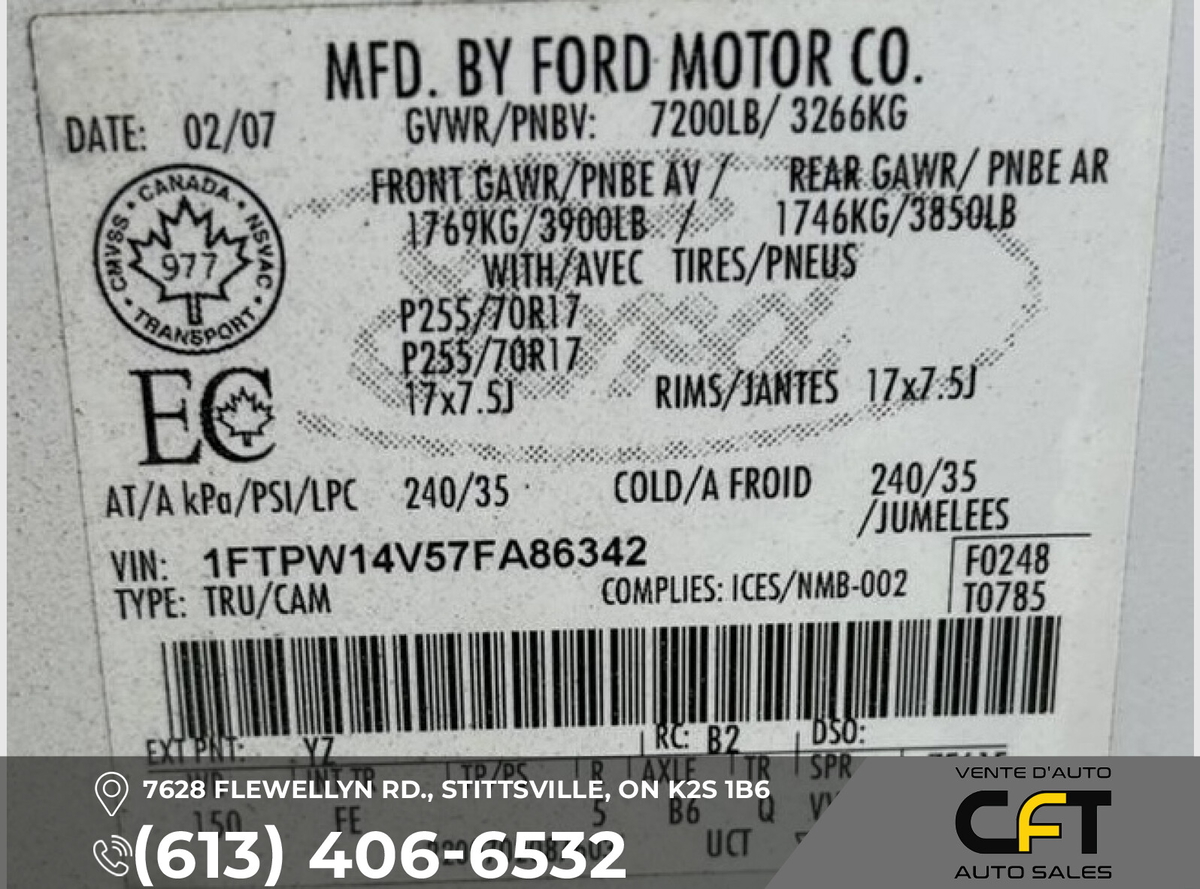 MFD. BY FORD MOTOR CO.
DATE: 02/07 GVWR/PNBV: 7200LB/ 3266KG
FRONT GAWR/PNBE AV / REAR GAWR/ PNBE AR
1769KG/3900LB / 1746KG/3850LB
WITH/AVEC TIRES/PNEUS
CANADA
CMVSS NSVAC
977
TRANSPORT
P255/70R17
P255/70R17
17x7.5J RIMS/JANTES 17x7.5J
EC
AT/A kPa/PSI/LPC 240/35 COLD/A FROID 240/35
/JUMELEES
VIN: 1FTPW14V57FA86342
TYPE: TRU/CAM COMPLIES: ICES/NMB-002
F0248
T0785
EXT PNT: YZ RC: B2 DSO:
WB INT TR TP/PS R AXLE TR SPR
150 FE 5 B6 Q
UCT
7628 FLEWELLYN RD., STITTSVILLE, ON K2S 1B6
(613) 406-6532
VENTE D'AUTO
CFT
AUTO SALES